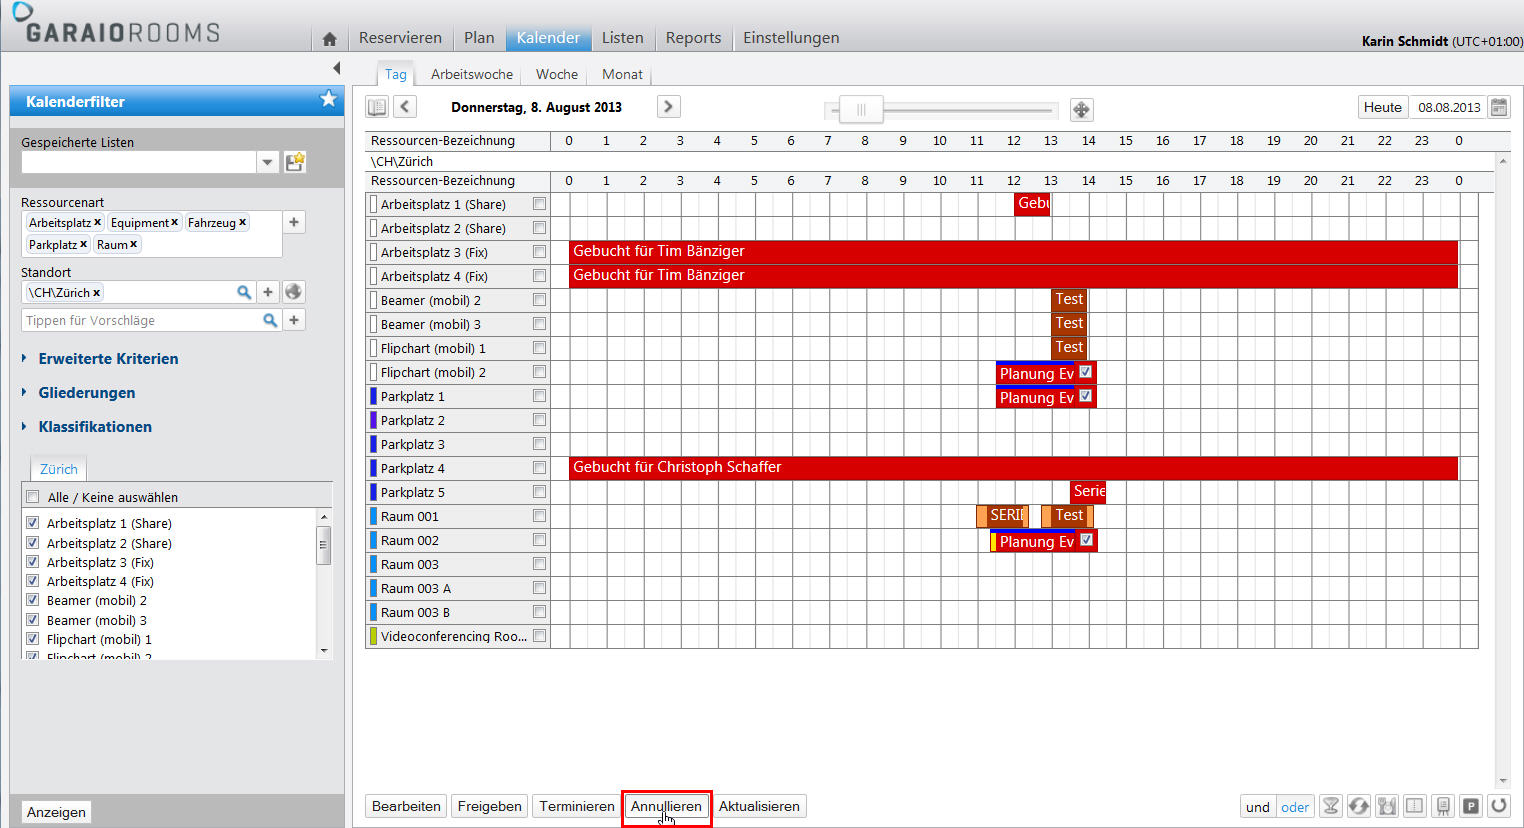 GARAIO ROOMS
Reservieren Plan Kalender Listen Reports Einstellungen
Karin Schmidt (UTC+01:00)
Tag Arbeitswoche Woche Monat
Kalenderfilter
Donnerstag, 8. August 2013
Heute 08.08.2013
Gespeicherte Listen
Ressourcenart
Arbeitsplatz x Equipment x Fahrzeug x
Parkplatz x Raum x
Standort
\CH\Zürich x
Tippen für Vorschläge
Erweiterte Kriterien
Gliederungen
Klassifikationen
Zürich
Alle / Keine auswählen
Arbeitsplatz 1 (Share)
Arbeitsplatz 2 (Share)
Arbeitsplatz 3 (Fix)
Arbeitsplatz 4 (Fix)
Beamer (mobil) 2
Beamer (mobil) 3
Flipchart (mobil) 1
Flipchart (mobil) 2
Anzeigen
Ressourcen-Bezeichnung 0 1 2 3 4 5 6 7 8 9 10 11 12 13 14 15 16 17 18 19 20 21 22 23 0
\CH\Zürich
Ressourcen-Bezeichnung 0 1 2 3 4 5 6 7 8 9 10 11 12 13 14 15 16 17 18 19 20 21 22 23 0
Arbeitsplatz 1 (Share) Gebu
Arbeitsplatz 2 (Share)
Arbeitsplatz 3 (Fix) Gebucht für Tim Bänziger
Arbeitsplatz 4 (Fix) Gebucht für Tim Bänziger
Beamer (mobil) 2 Test
Beamer (mobil) 3 Test
Flipchart (mobil) 1 Test
Flipchart (mobil) 2 Planung Ev
Parkplatz 1 Planung Ev
Parkplatz 2
Parkplatz 3
Parkplatz 4 Gebucht für Christoph Schaffer
Parkplatz 5 Serie
Raum 001 SERIE Test
Raum 002 Planung Ev
Raum 003
Raum 003 A
Raum 003 B
Videoconferencing Roo...
Bearbeiten Freigeben Terminieren Annullieren Aktualisieren
und oder P